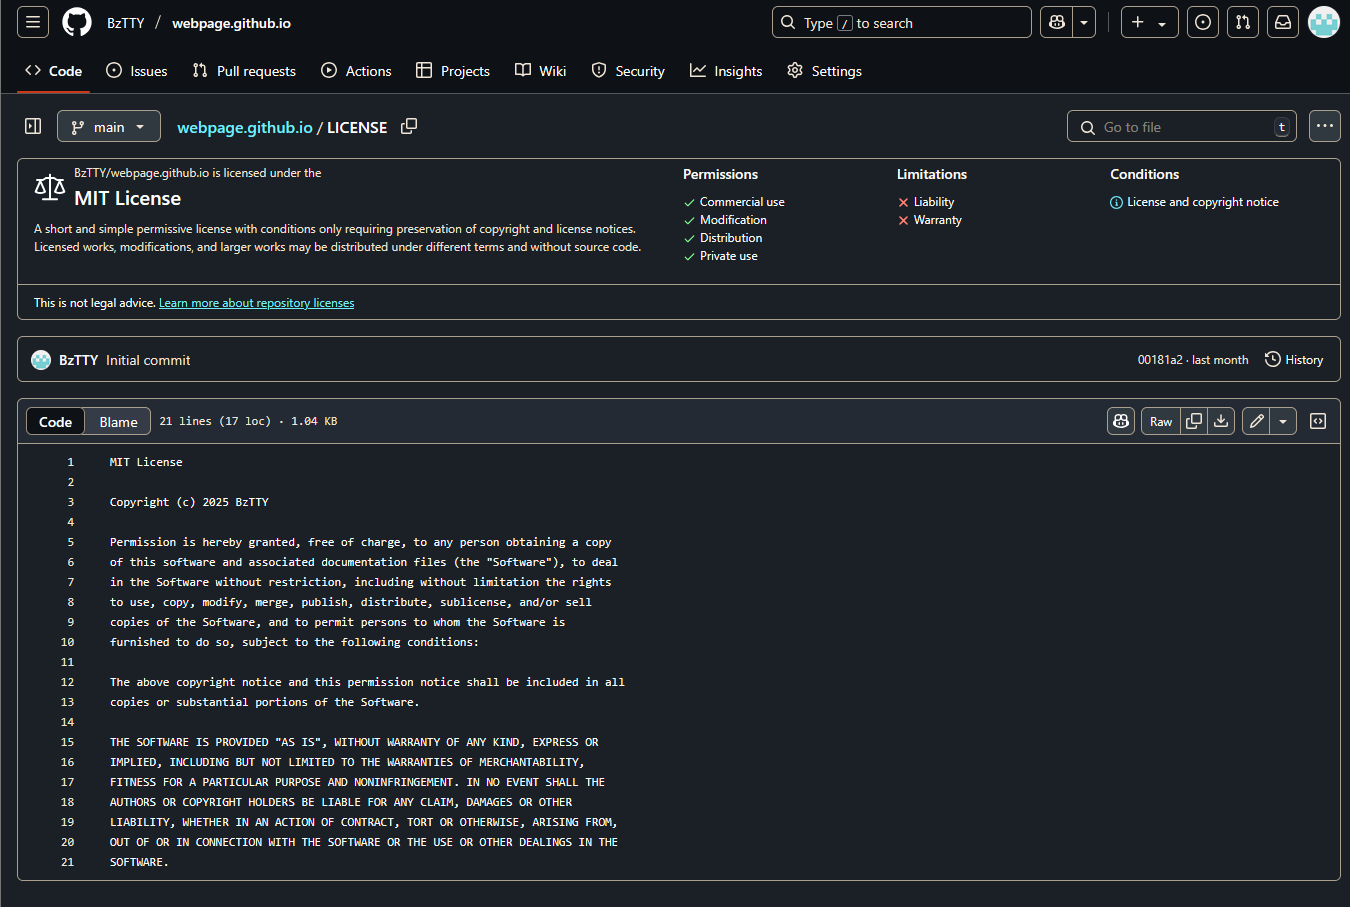 BzTTY / webpage.github.io
Type / to search
Code Issues Pull requests Actions Projects Wiki Security Insights Settings
main
webpage.github.io / LICENSE
Go to file t
BzTTY/webpage.github.io is licensed under the
MIT License
A short and simple permissive license with conditions only requiring preservation of copyright and license notices.
Licensed works, modifications, and larger works may be distributed under different terms and without source code.
Permissions
Commercial use
Modification
Distribution
Private use
Limitations
Liability
Warranty
Conditions
License and copyright notice
This is not legal advice. Learn more about repository licenses
BzTTY Initial commit
00181a2 · last month History
Code Blame 21 lines (17 loc) · 1.04 KB
Raw
1 MIT License
2
3 Copyright (c) 2025 BzTTY
4
5 Permission is hereby granted, free of charge, to any person obtaining a copy
6 of this software and associated documentation files (the "Software"), to deal
7 in the Software without restriction, including without limitation the rights
8 to use, copy, modify, merge, publish, distribute, sublicense, and/or sell
9 copies of the Software, and to permit persons to whom the Software is
10 furnished to do so, subject to the following conditions:
11
12 The above copyright notice and this permission notice shall be included in all
13 copies or substantial portions of the Software.
14
15 THE SOFTWARE IS PROVIDED "AS IS", WITHOUT WARRANTY OF ANY KIND, EXPRESS OR
16 IMPLIED, INCLUDING BUT NOT LIMITED TO THE WARRANTIES OF MERCHANTABILITY,
17 FITNESS FOR A PARTICULAR PURPOSE AND NONINFRINGEMENT. IN NO EVENT SHALL THE
18 AUTHORS OR COPYRIGHT HOLDERS BE LIABLE FOR ANY CLAIM, DAMAGES OR OTHER
19 LIABILITY, WHETHER IN AN ACTION OF CONTRACT, TORT OR OTHERWISE, ARISING FROM,
20 OUT OF OR IN CONNECTION WITH THE SOFTWARE OR THE USE OR OTHER DEALINGS IN THE
21 SOFTWARE.